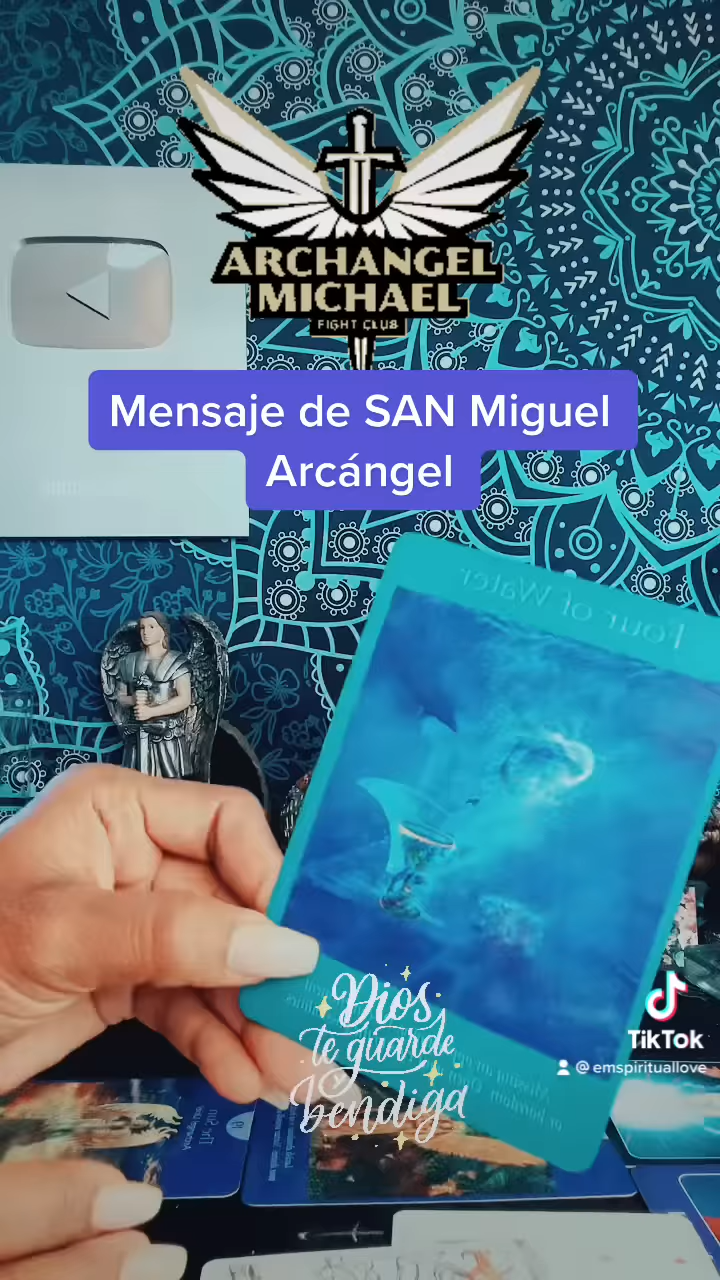 ARCHANGEL
MICHAEL
FIGHT CLUB
Mensaje de SAN Miguel
Arcángel
Four of Water
Dios
te guarde
bendiga
TikTok
@emspirituallove